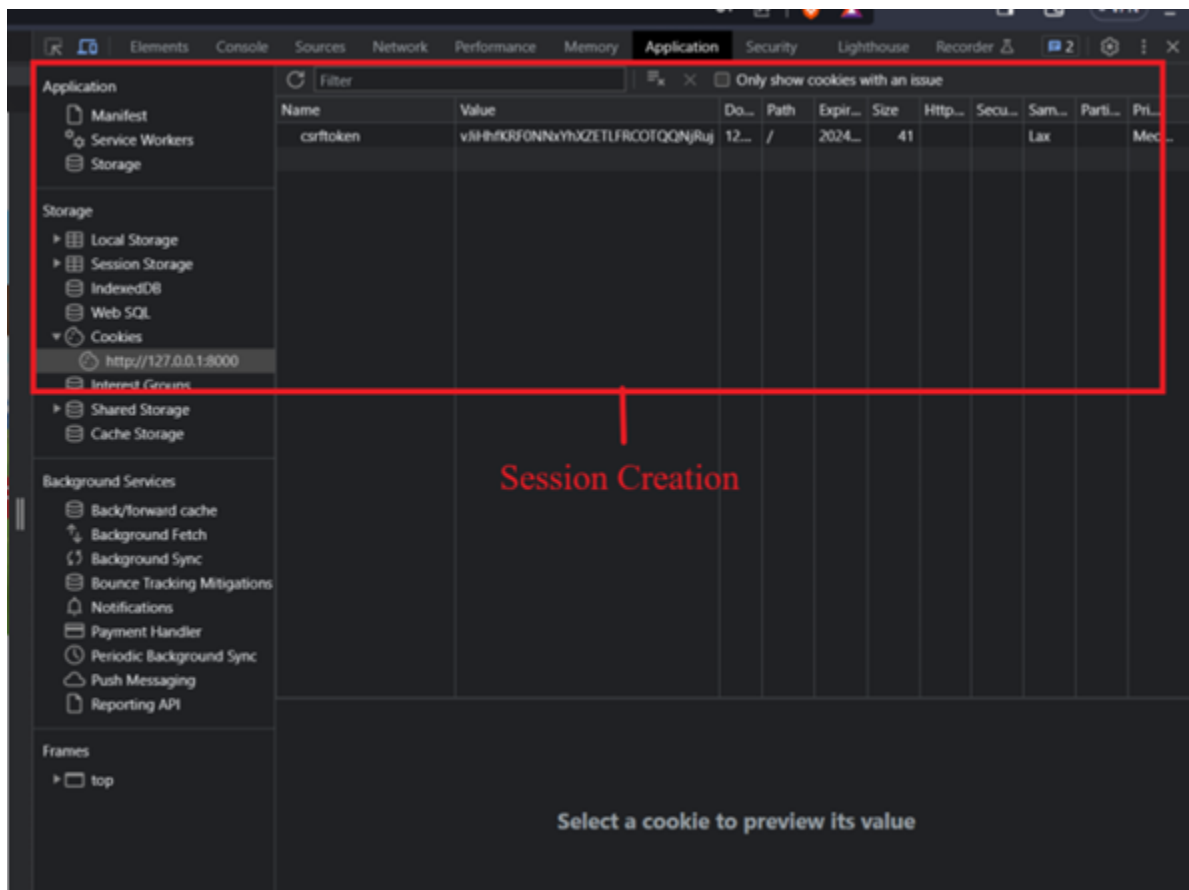 Elements Console Sources Network Performance Memory Application Security Lighthouse Recorder 2
Application
Manifest
Service Workers
Storage
Storage
Local Storage
Session Storage
IndexedDB
Web SQL
Cookies
http://127.0.0.1:8000
Interest Groups
Shared Storage
Cache Storage
Background Services
Back/forward cache
Background Fetch
Background Sync
Bounce Tracking Mitigations
Notifications
Payment Handler
Periodic Background Sync
Push Messaging
Reporting API
Frames
top
Filter Only show cookies with an issue
Name Value Do... Path Expir... Size Http... Secu... Sam... Parti... Pri...
csrftoken 12... / 2024... 41 Lax Med...
Session Creation
Select a cookie to preview its value